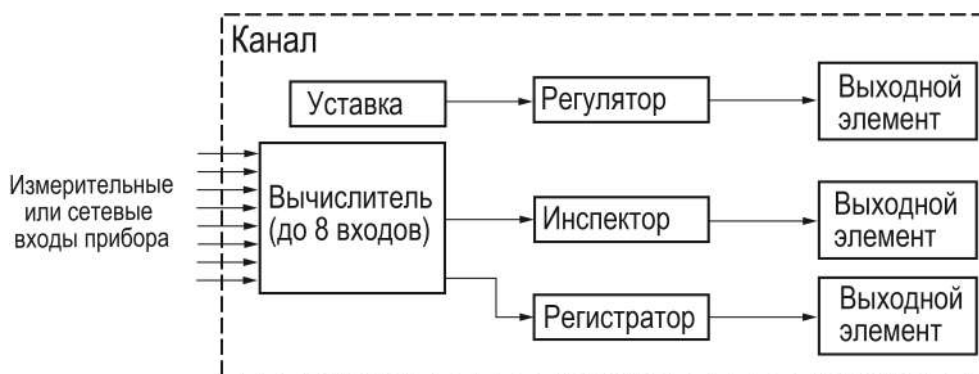 Канал
Уставка
Регулятор
Выходной
элемент
Измерительные
или сетевые
входы прибора
Вычислитель
(до 8 входов)
Инспектор
Выходной
элемент
Регистратор
Выходной
элемент